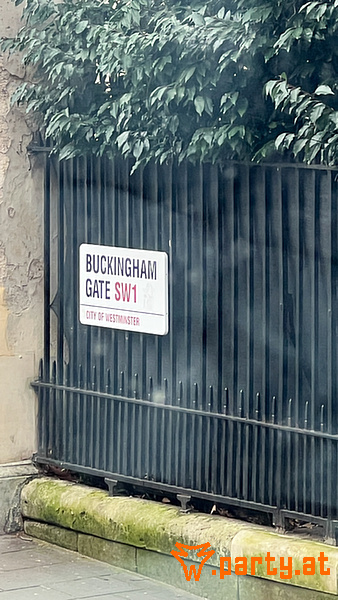 BUCKINGHAM
GATE SW1
CITY OF WESTMINSTER
w.party.at